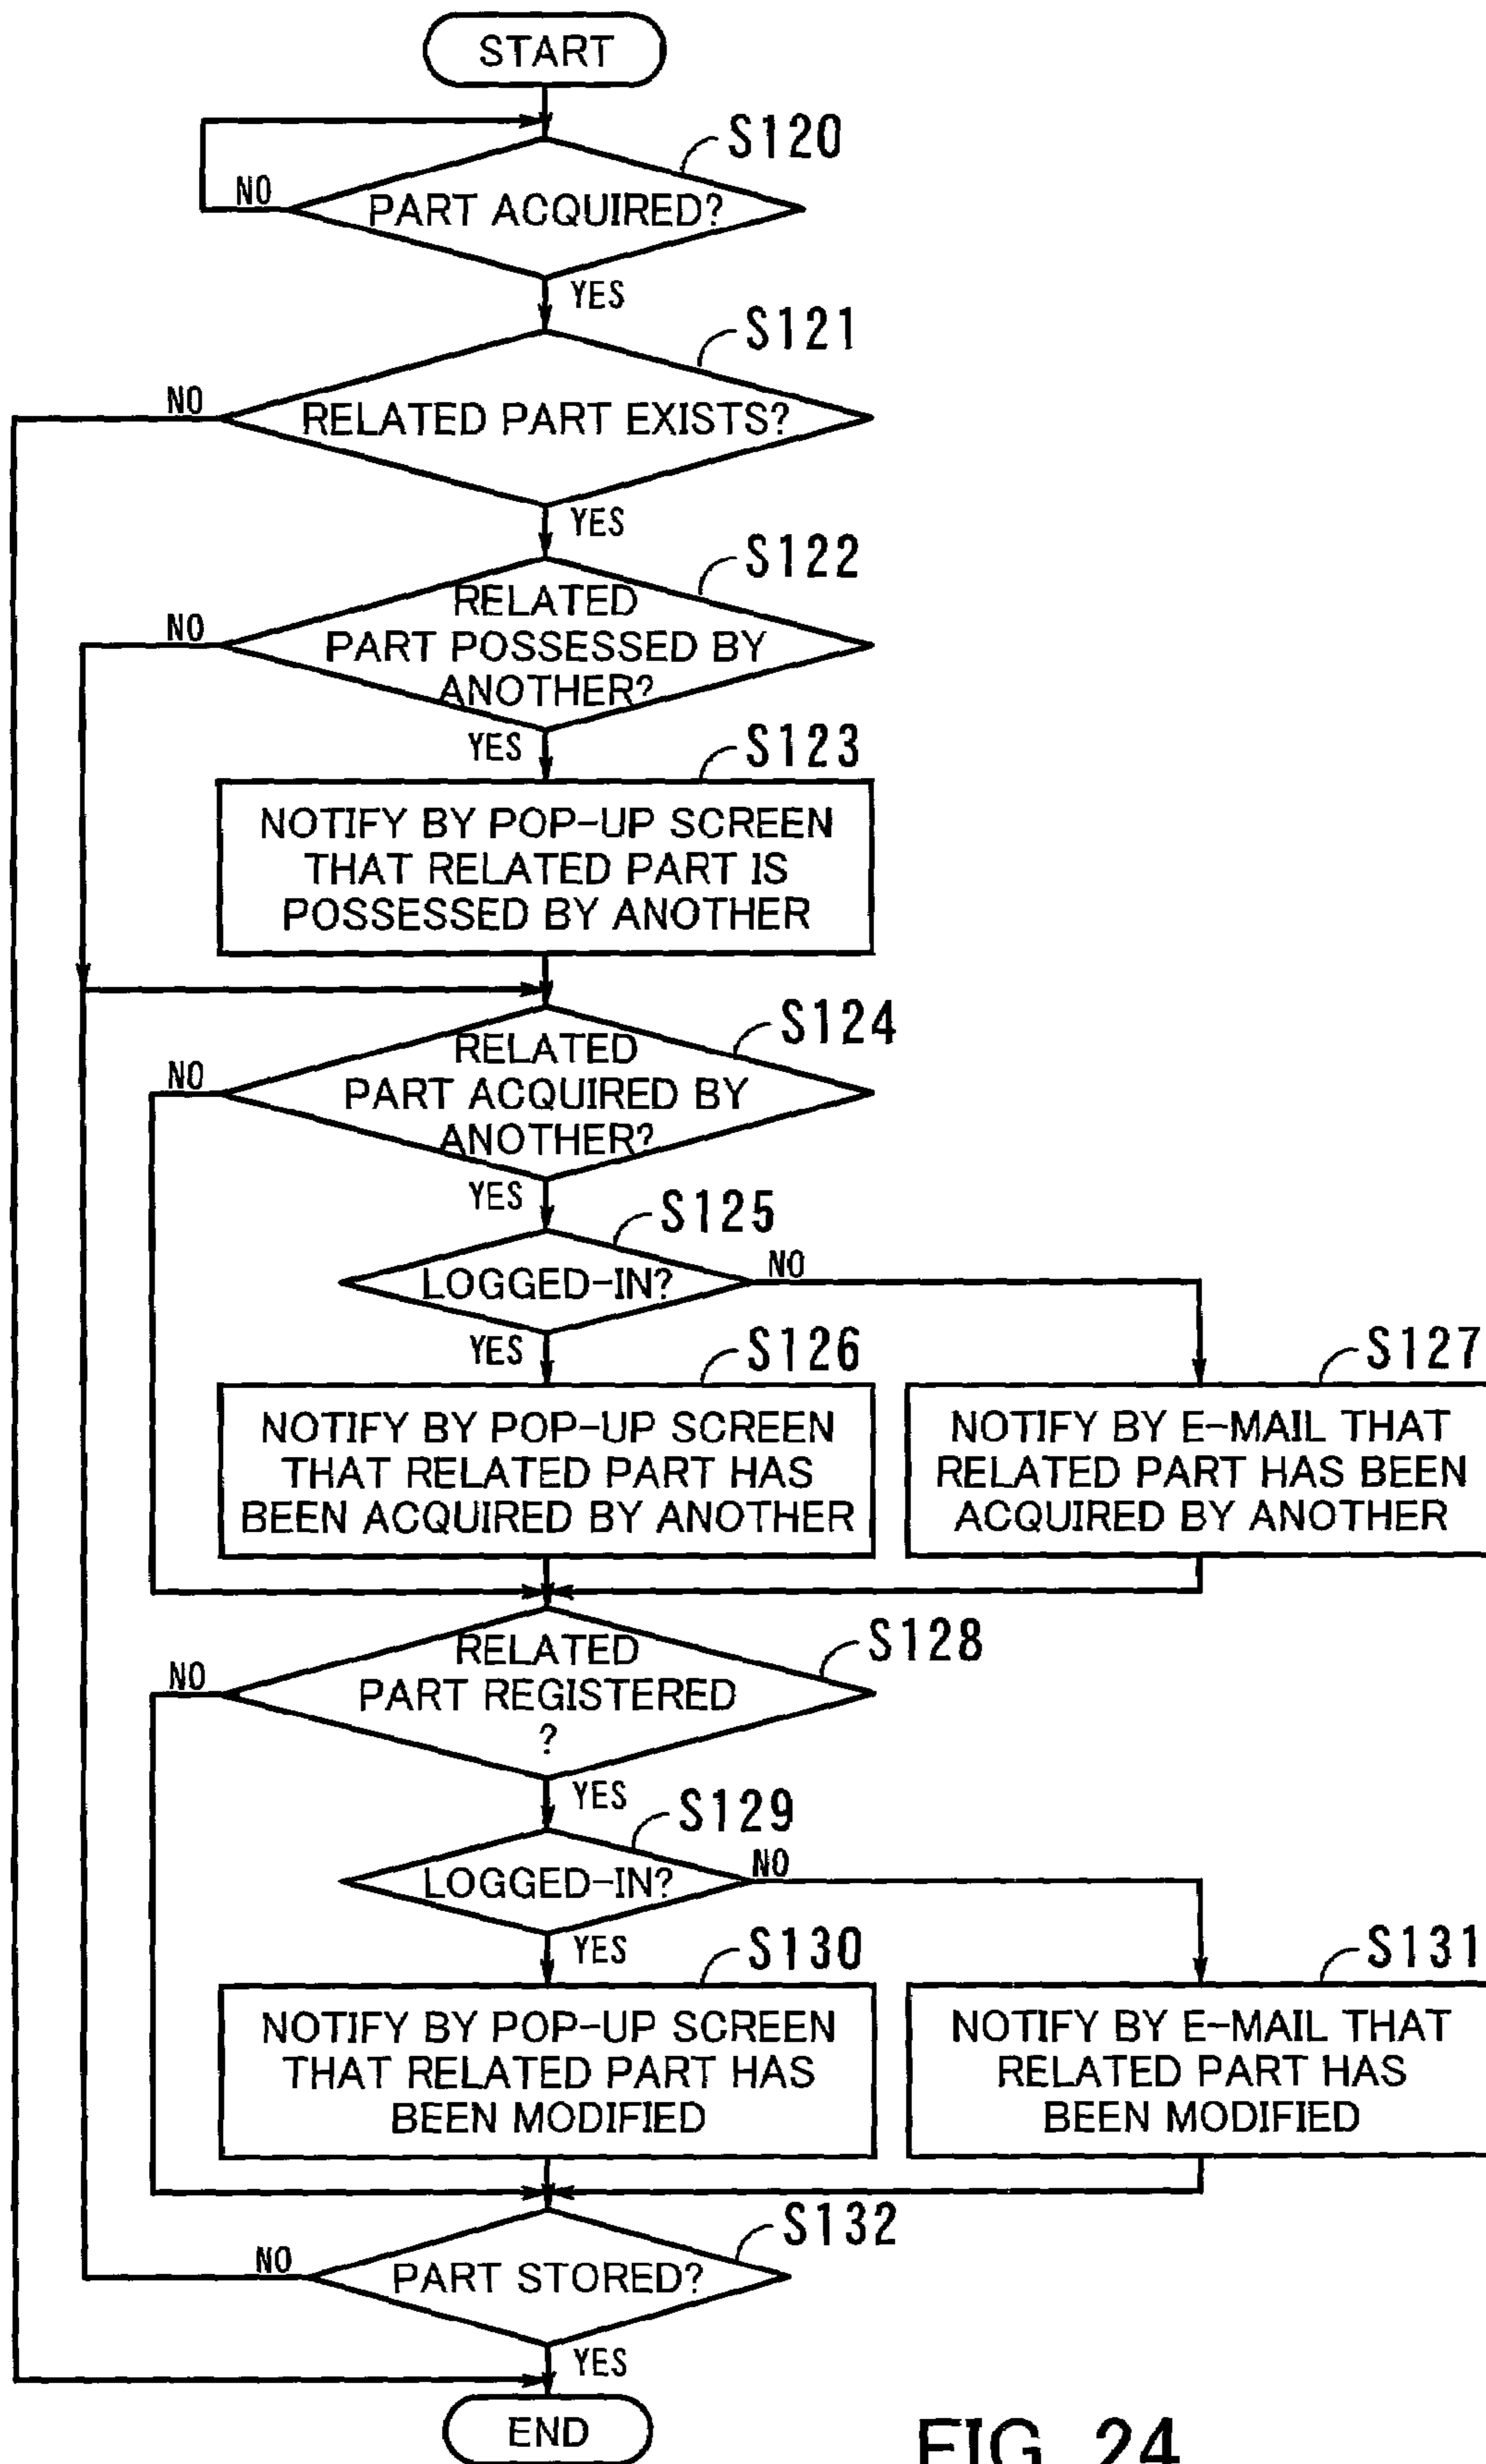 START
S120
NO
PART ACQUIRED?
YES
S121
NO
RELATED PART EXISTS?
YES
S122
NO
RELATED
PART POSSESSED BY
ANOTHER?
YES
S123
NOTIFY BY POP-UP SCREEN
THAT RELATED PART IS
POSSESSED BY ANOTHER
S124
NO
RELATED
PART ACQUIRED BY
ANOTHER?
YES
S125
LOGGED-IN?
NO
YES
S126
NOTIFY BY POP-UP SCREEN
THAT RELATED PART HAS
BEEN ACQUIRED BY ANOTHER
S127
NOTIFY BY E-MAIL THAT
RELATED PART HAS BEEN
ACQUIRED BY ANOTHER
S128
NO
RELATED
PART REGISTERED
?
YES
S129
LOGGED-IN?
NO
YES
S130
NOTIFY BY POP-UP SCREEN
THAT RELATED PART HAS
BEEN MODIFIED
S131
NOTIFY BY E-MAIL THAT
RELATED PART HAS
BEEN MODIFIED
S132
NO
PART STORED?
YES
END
FIG. 24